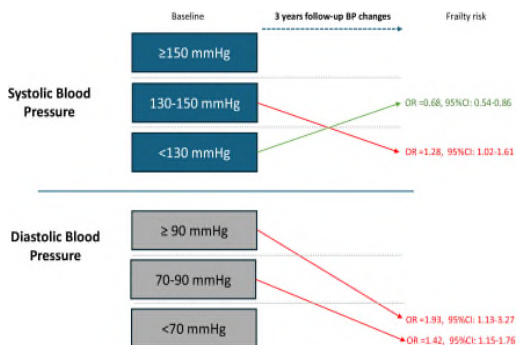 Baseline
3 years follow-up BP changes
Frailty risk
≥150 mmHg
Systolic Blood
Pressure
130-150 mmHg
OR =0.68, 95%CI: 0.54-0.86
<130 mmHg
OR =1.28, 95%CI: 1.02-1.61
Diastolic Blood
Pressure
≥ 90 mmHg
70-90 mmHg
<70 mmHg
OR =1.93, 95%CI: 1.13-3.27
OR =1.42, 95%CI: 1.15-1.76